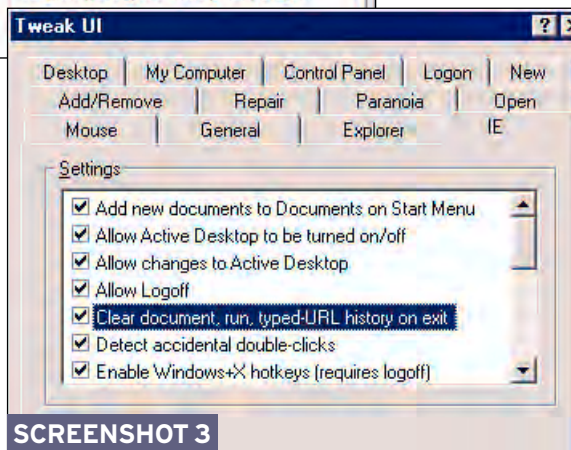 Tweak UI
Desktop My Computer Control Panel Logon New
Add/Remove Repair Paranoia Open
Mouse General Explorer IE
Settings
Add new documents to Documents on Start Menu
Allow Active Desktop to be turned on/off
Allow changes to Active Desktop
Allow Logoff
Clear document, run, typed-URL history on exit
Detect accidental double-clicks
Enable Windows+X hotkeys (requires logoff)
SCREENSHOT 3